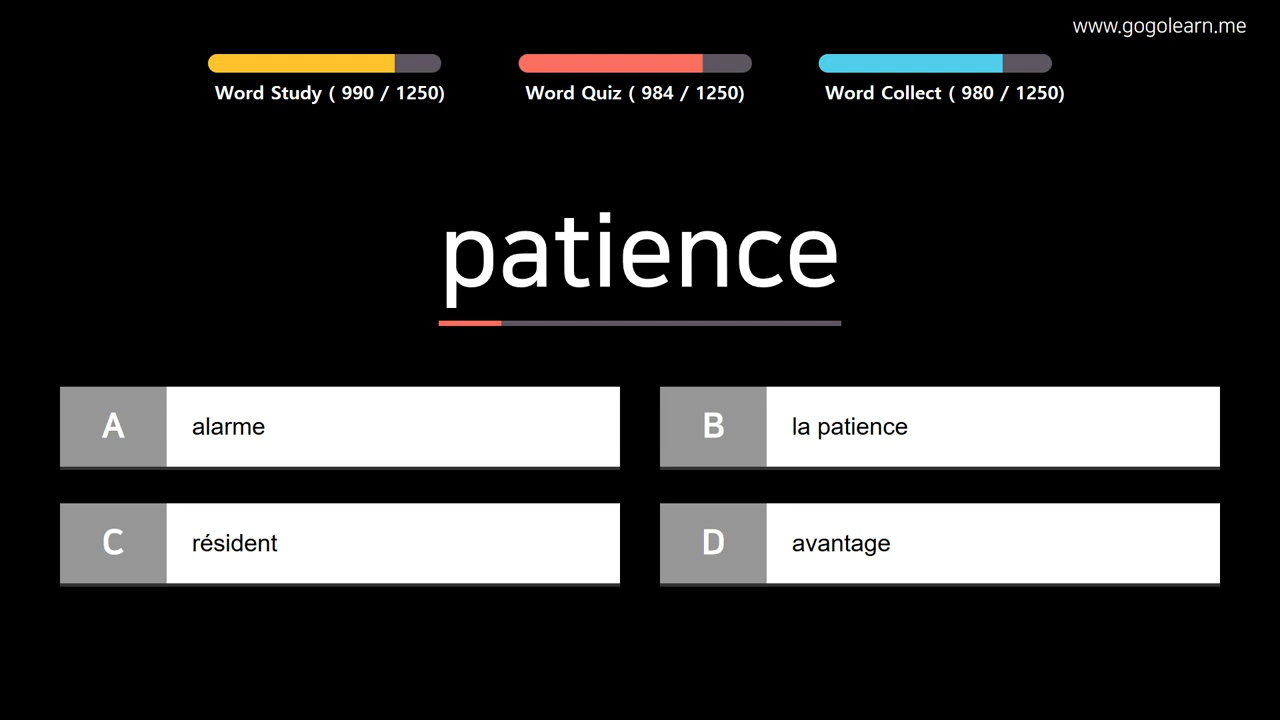 www.gogolearn.me
Word Study ( 990 / 1250)
Word Quiz ( 984 / 1250)
Word Collect ( 980 / 1250)
patience
A alarme
B la patience
C résident
D avantage